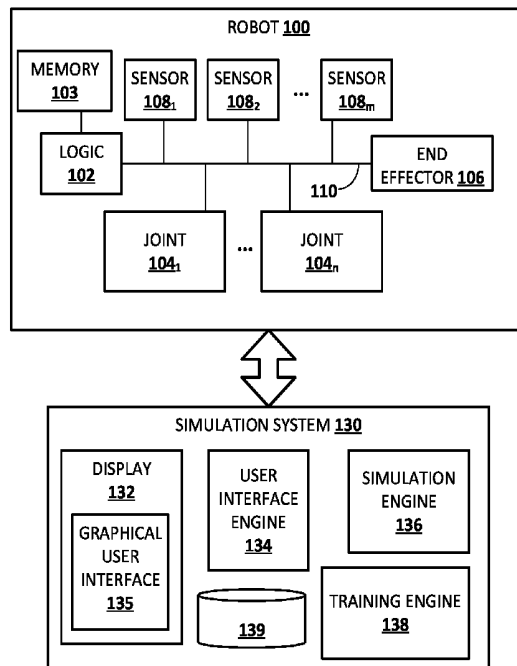 ROBOT 100
MEMORY
103
SENSOR
108₁
SENSOR
108₂
...
SENSOR
108ₘ
LOGIC
102
END
EFFECTOR 106
110
JOINT
104₁
...
JOINT
104ₙ
SIMULATION SYSTEM 130
DISPLAY
132
GRAPHICAL
USER
INTERFACE
135
USER
INTERFACE
ENGINE
134
SIMULATION
ENGINE
136
139
TRAINING ENGINE
138